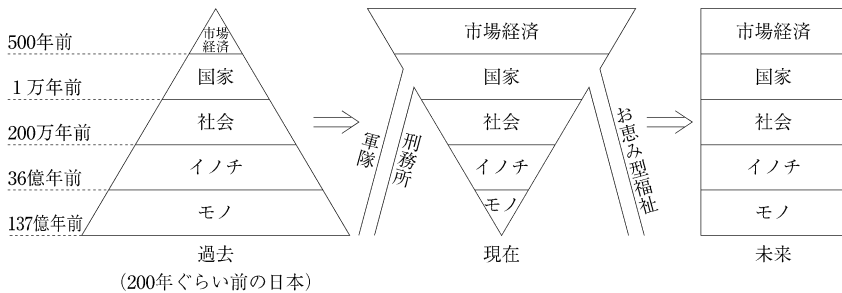 500年前
1万年前
200万年前
36億年前
137億年前
市場
経済
国家
社会
イノチ
モノ
過去
(200年ぐらい前の日本)
市場経済
国家
社会
イノチ
モノ
軍隊
刑務所
お恵み型福祉
現在
市場経済
国家
社会
イノチ
モノ
未来